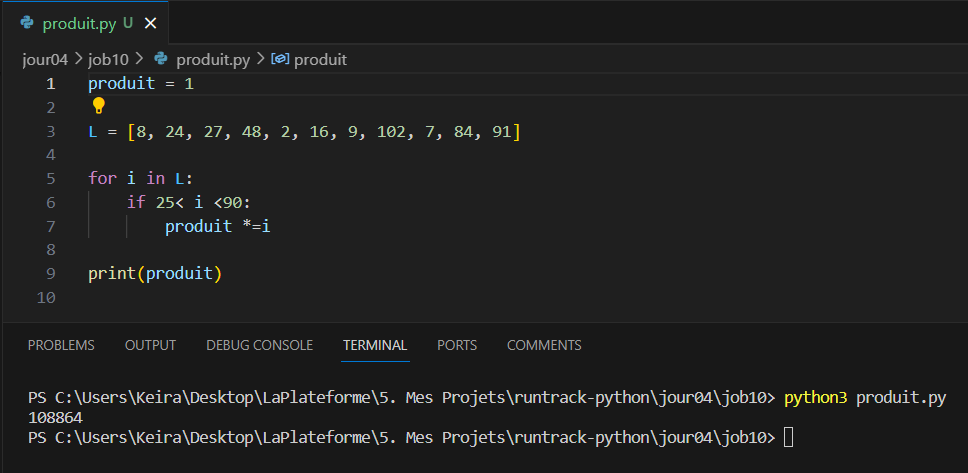 produit.py U
jour04 > job10 > produit.py > produit
1 produit = 1
2
3 L = [8, 24, 27, 48, 2, 16, 9, 102, 7, 84, 91]
4
5 for i in L:
6 if 25< i <90:
7 produit *=i
8
9 print(produit)
10
PROBLEMS OUTPUT DEBUG CONSOLE TERMINAL PORTS COMMENTS
PS C:\Users\Keira\Desktop\LaPlateforme\5. Mes Projets\runtrack-python\jour04\job10> python3 produit.py
108864
PS C:\Users\Keira\Desktop\LaPlateforme\5. Mes Projets\runtrack-python\jour04\job10>